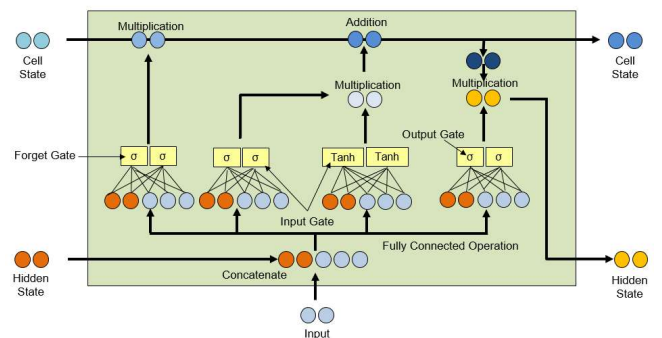 Multiplication
Addition
Cell
State
Cell
State
Multiplication
Multiplication
Output Gate
Forget Gate
σ σ
σ σ
Tanh Tanh
σ σ
Input Gate
Fully Connected Operation
Concatenate
Hidden
State
Hidden
State
Input